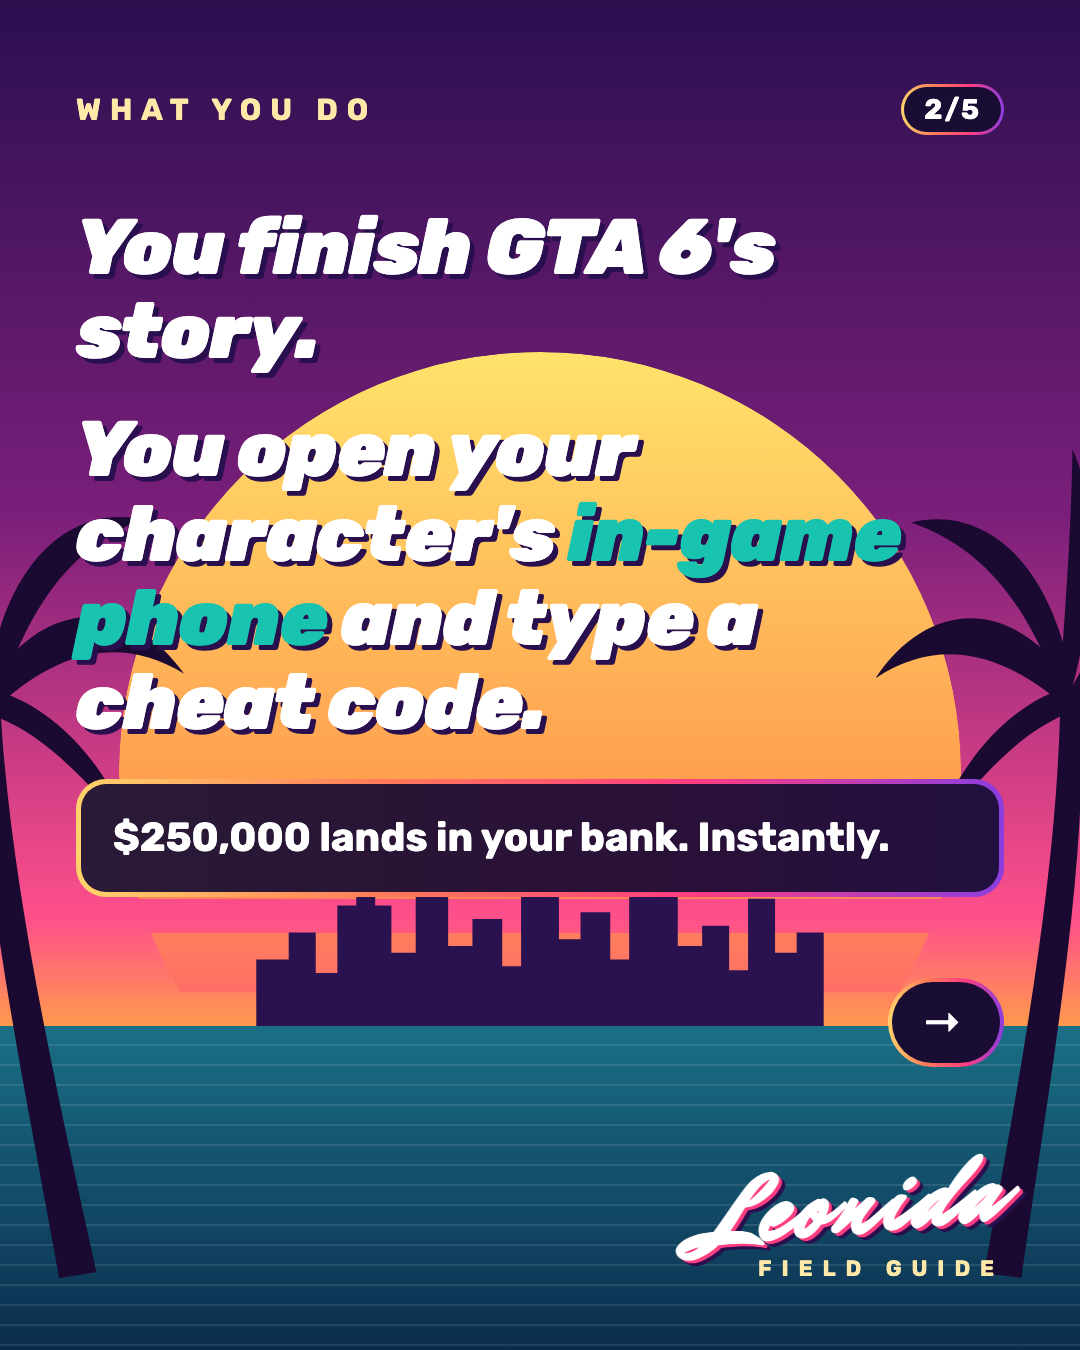 WHAT YOU DO
2/5
You finish GTA 6's
story.
You open your
character's in-game
phone and type a
cheat code.
$250,000 lands in your bank. Instantly.
→
Leonida
FIELD GUIDE